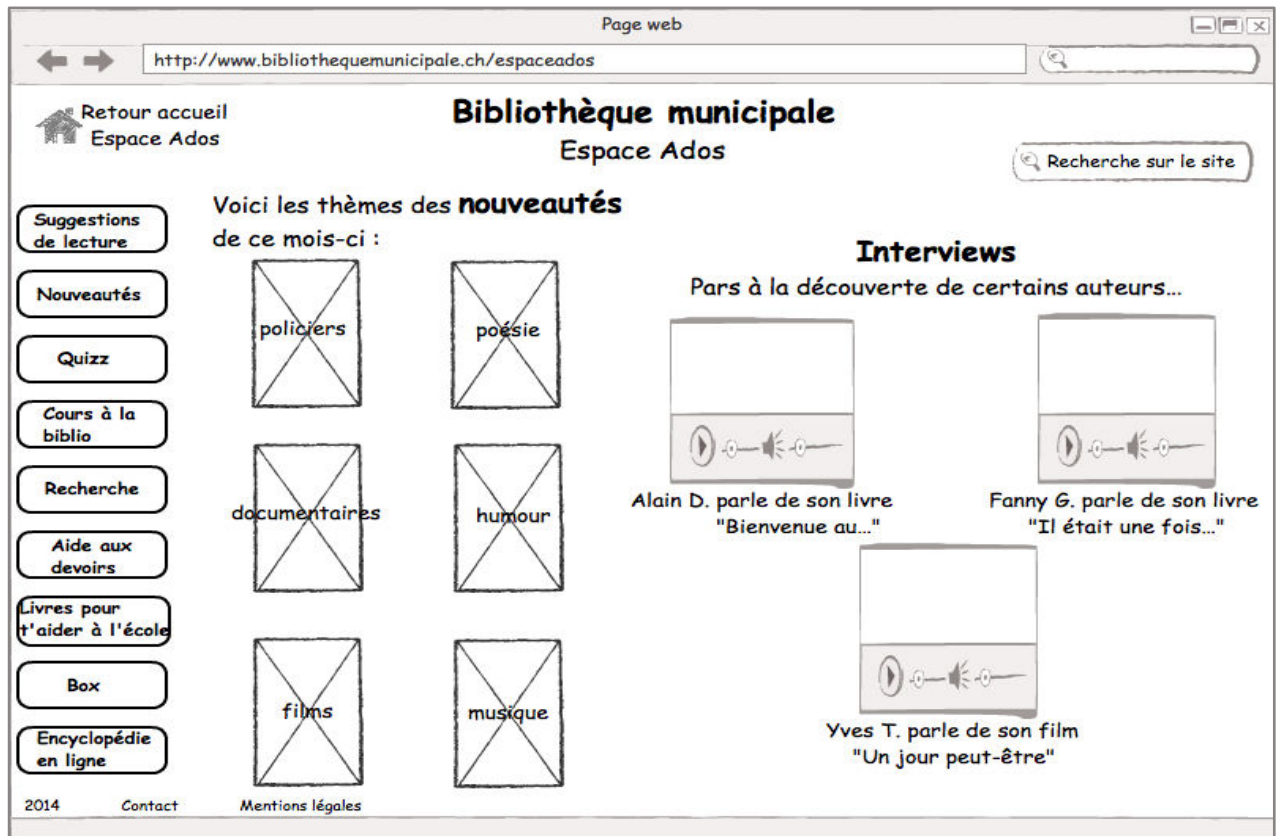 Page web
http://www.bibliothequemunicipale.ch/espaceados
Retour accueil
Espace Ados
Bibliothèque municipale
Espace Ados
Recherche sur le site
Suggestions
de lecture
Nouveautés
Quizz
Cours à la
biblio
Recherche
Aide aux
devoirs
Livres pour
t'aider à l'école
Box
Encyclopédie
en ligne
Voici les thèmes des nouveautés
de ce mois-ci :
policiers
poésie
documentaires
humour
films
musique
Interviews
Pars à la découverte de certains auteurs...
Alain D. parle de son livre
"Bienvenue au..."
Fanny G. parle de son livre
"Il était une fois..."
Yves T. parle de son film
"Un jour peut-être"
2014 Contact Mentions légales